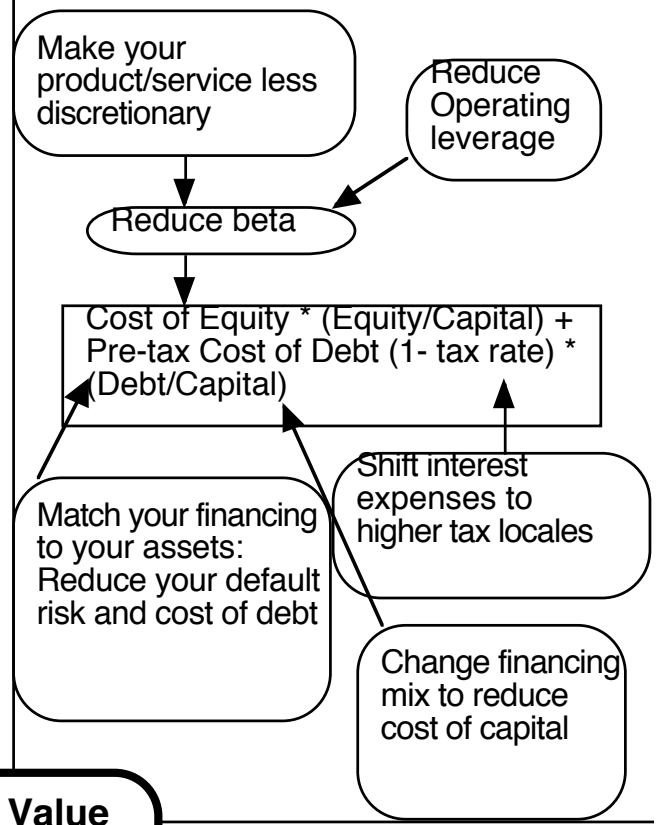 Make your
product/service less
discretionary
Reduce
Operating
leverage
Reduce beta
Cost of Equity * (Equity/Capital) +
Pre-tax Cost of Debt (1- tax rate) *
(Debt/Capital)
Shift interest
expenses to
higher tax locales
Match your financing
to your assets:
Reduce your default
risk and cost of debt
Change financing
mix to reduce
cost of capital
Value